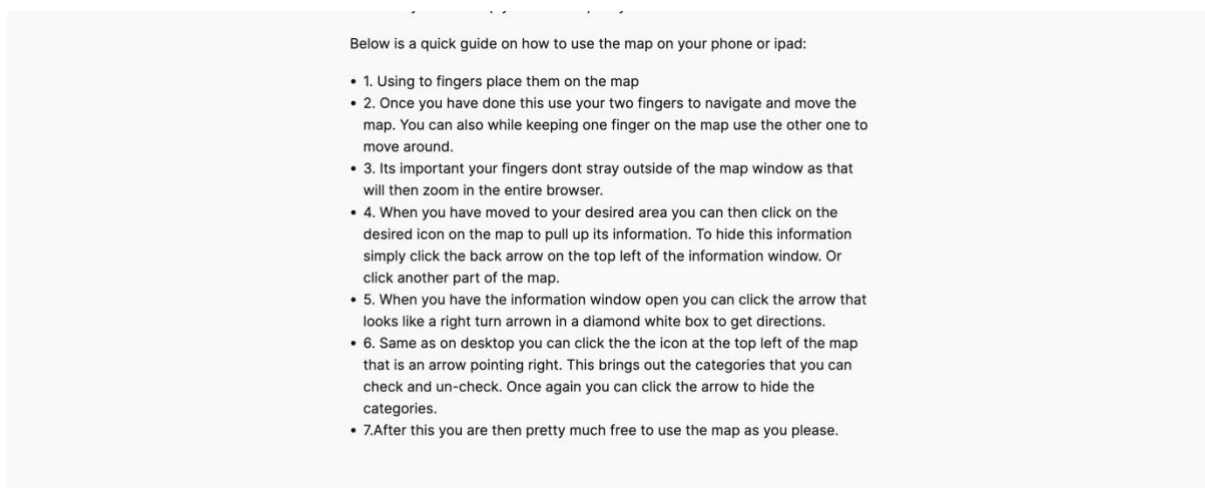 Below is a quick guide on how to use the map on your phone or ipad:
• 1. Using to fingers place them on the map
• 2. Once you have done this use your two fingers to navigate and move the
map. You can also while keeping one finger on the map use the other one to
move around.
• 3. Its important your fingers dont stray outside of the map window as that
will then zoom in the entire browser.
• 4. When you have moved to your desired area you can then click on the
desired icon on the map to pull up its information. To hide this information
simply click the back arrow on the top left of the information window. Or
click another part of the map.
• 5. When you have the information window open you can click the arrow that
looks like a right turn arrown in a diamond white box to get directions.
• 6. Same as on desktop you can click the the icon at the top left of the map
that is an arrow pointing right. This brings out the categories that you can
check and un-check. Once again you can click the arrow to hide the
categories.
• 7.After this you are then pretty much free to use the map as you please.